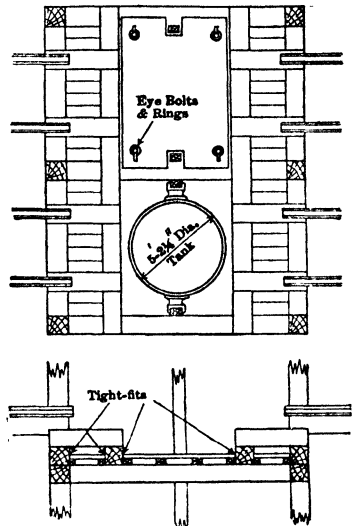 Eye Bolts
& Rings
5'-2¼" Dia.
Tank
Tight-fits